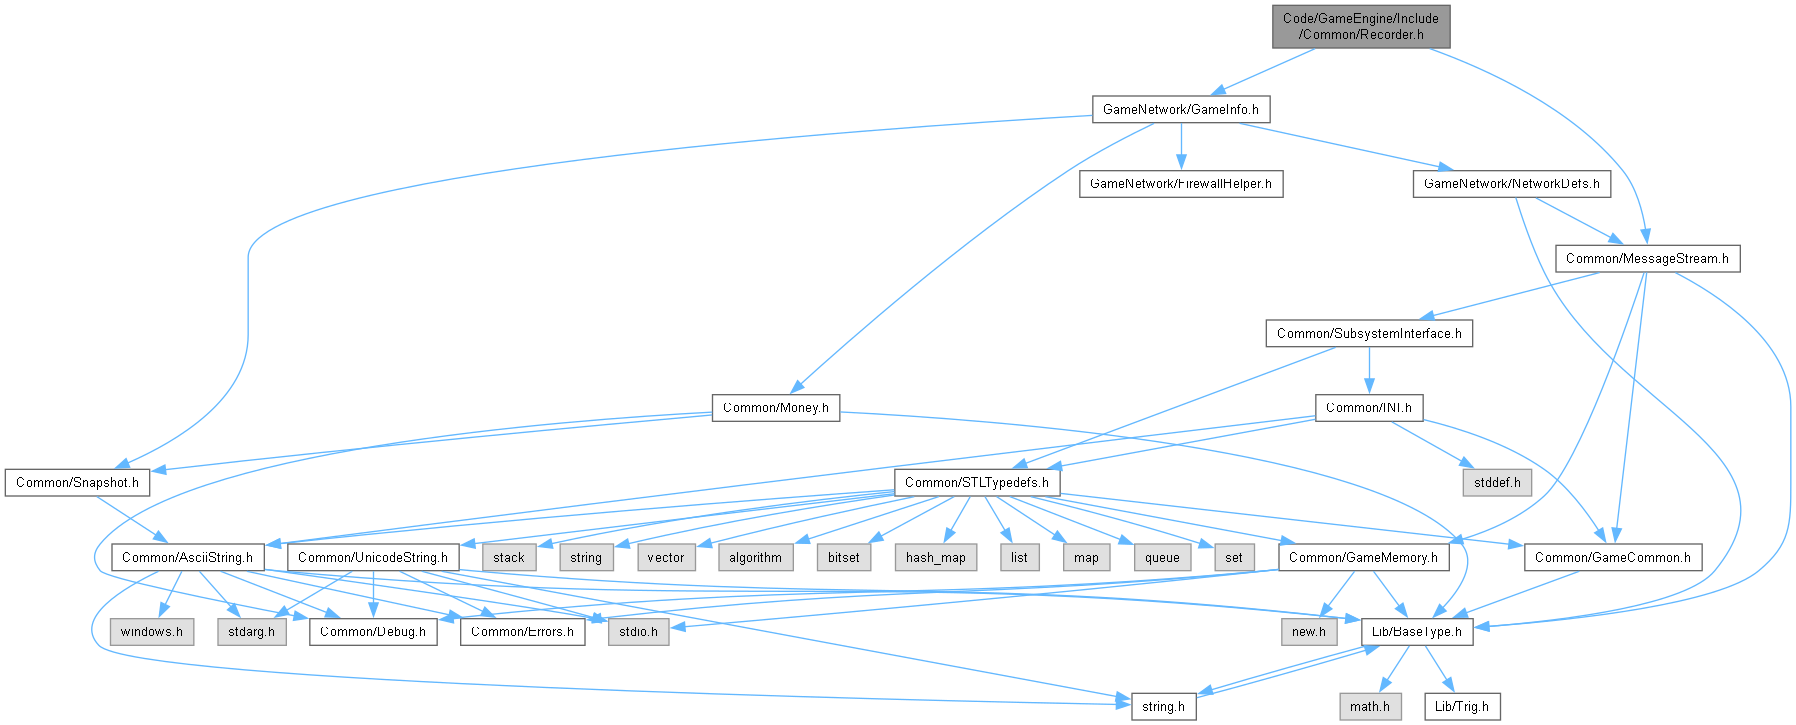 Code/GameEngine/Include
/Common/Recorder.h
GameNetwork/GameInfo.h
GameNetwork/FirewallHelper.h
GameNetwork/NetworkDefs.h
Common/MessageStream.h
Common/SubsystemInterface.h
Common/Money.h
Common/INI.h
Common/Snapshot.h
Common/STLTypedefs.h
stddef.h
Common/AsciiString.h
Common/UnicodeString.h
stack
string
vector
algorithm
bitset
hash_map
list
map
queue
set
Common/GameMemory.h
Common/GameCommon.h
windows.h
stdarg.h
Common/Debug.h
Common/Errors.h
stdio.h
new.h
Lib/BaseType.h
string.h
math.h
Lib/Trig.h